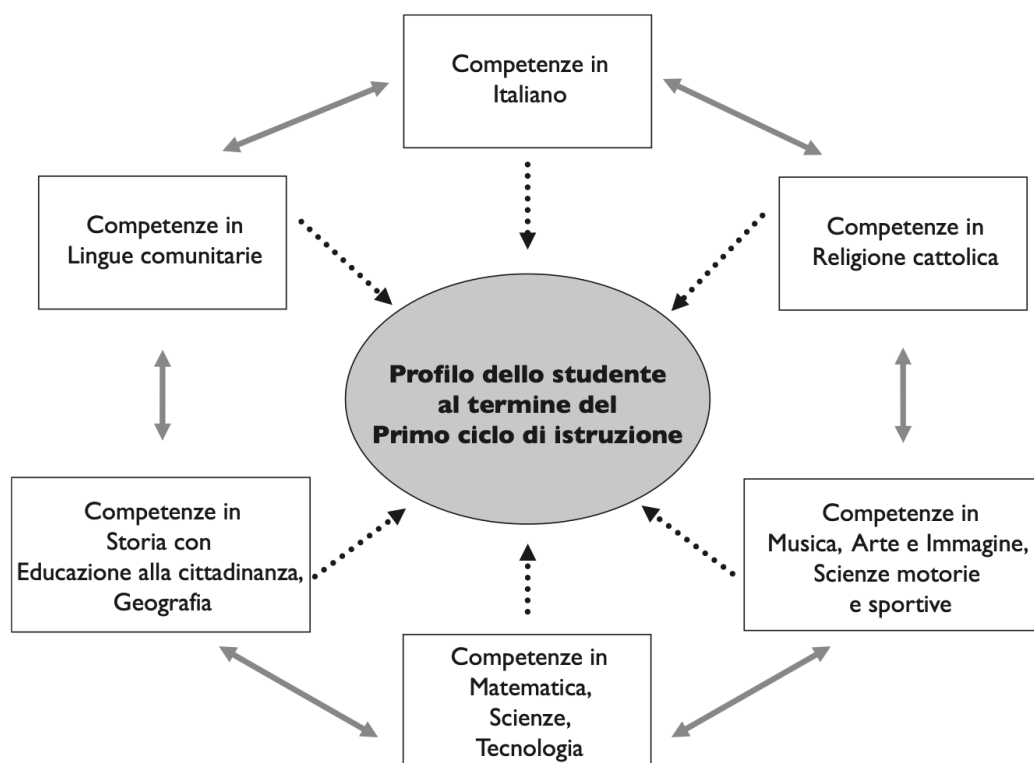 Competenze in
Italiano
Competenze in
Lingue comunitarie
Competenze in
Religione cattolica
Profilo dello studente
al termine del
Primo ciclo di istruzione
Competenze in
Storia con
Educazione alla cittadinanza,
Geografia
Competenze in
Musica, Arte e Immagine,
Scienze motorie
e sportive
Competenze in
Matematica,
Scienze,
Tecnologia